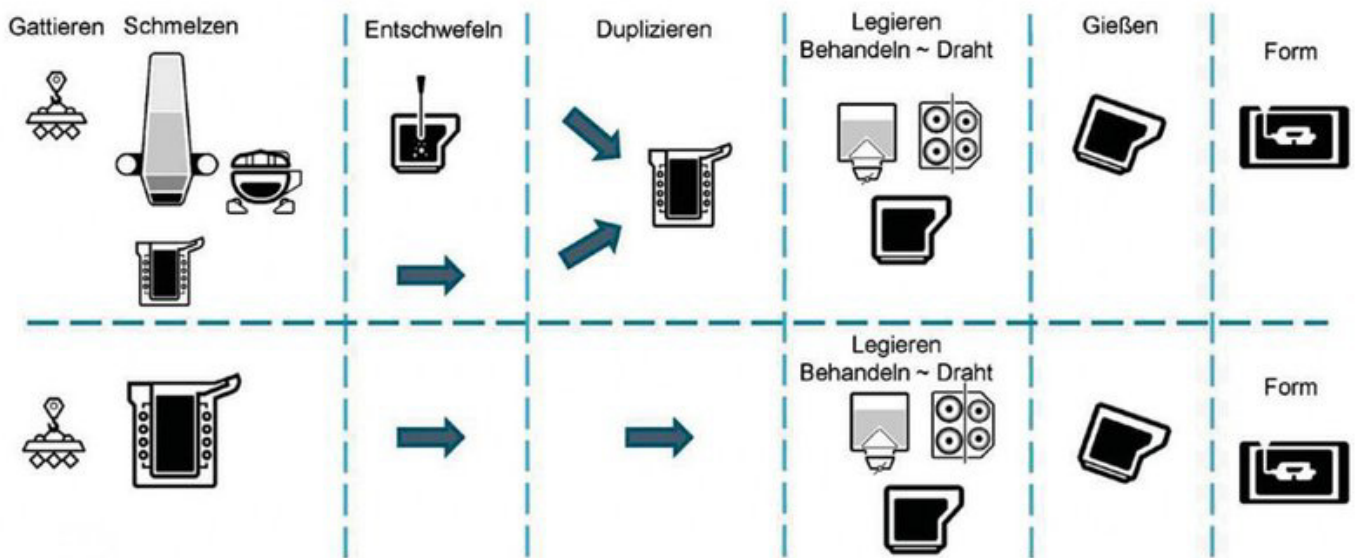 Gattieren Schmelzen
Entschwefeln
Duplizieren
Legieren
Behandeln ~ Draht
Gießen
Form
Legieren
Behandeln ~ Draht
Form